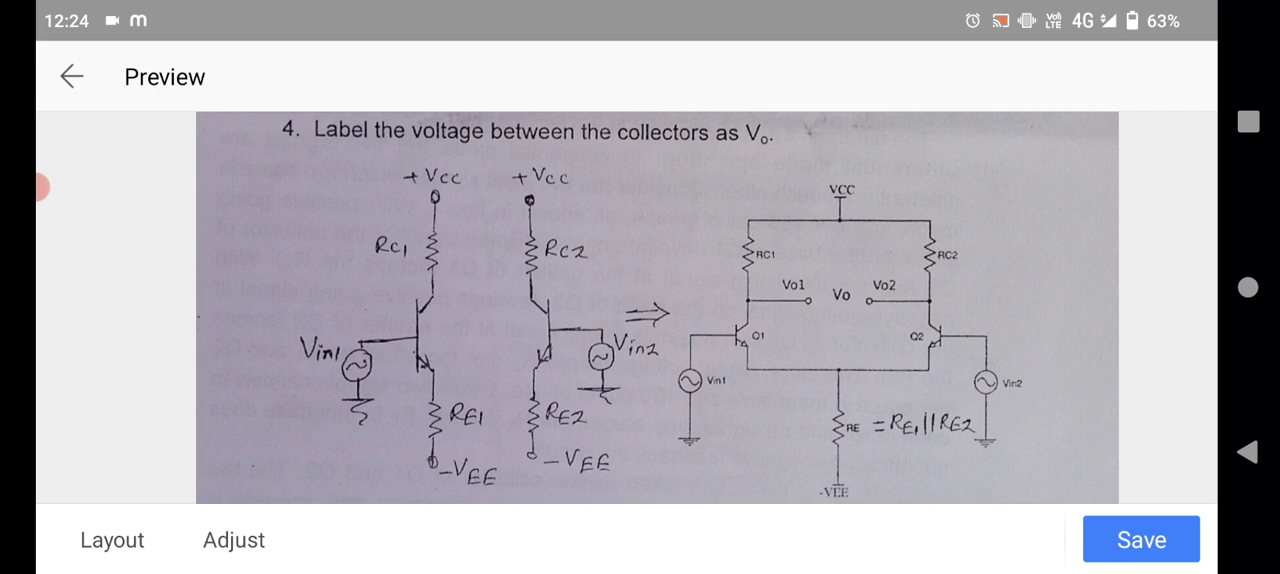 12:24
VoI) LTE 4G 63%
Preview
4. Label the voltage between the collectors as Vo.
+Vcc +Vcc
RC1 RC2
Vin1 Vin2
RE1 RE2
-VEE -VEE
VCC
RC1 RC2
Vo1 Vo Vo2
Q1 Q2
Vin1 Vin2
RE = RE1 || RE2
-VEE
Layout Adjust Save